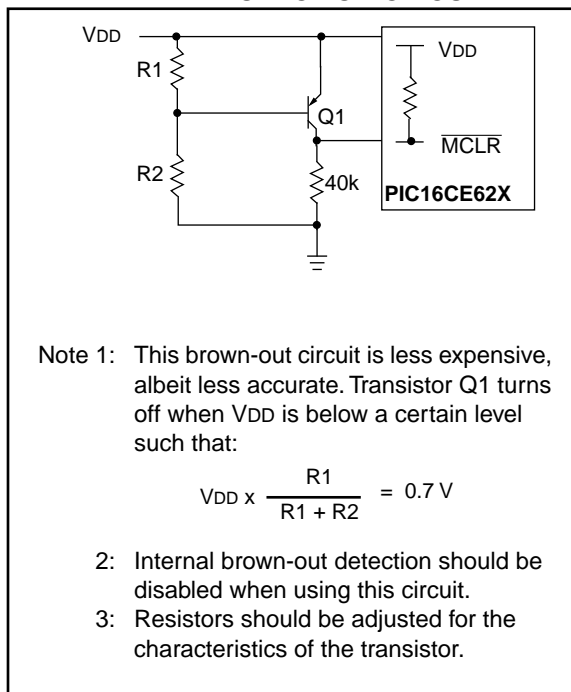 VDD
VDD
R1
Q1
MCLR
R2
40k
PIC16CE62X
Note 1: This brown-out circuit is less expensive,
albeit less accurate. Transistor Q1 turns
off when VDD is below a certain level
such that:
VDD x R1 / R1 + R2 = 0.7 V
2: Internal brown-out detection should be
disabled when using this circuit.
3: Resistors should be adjusted for the
characteristics of the transistor.